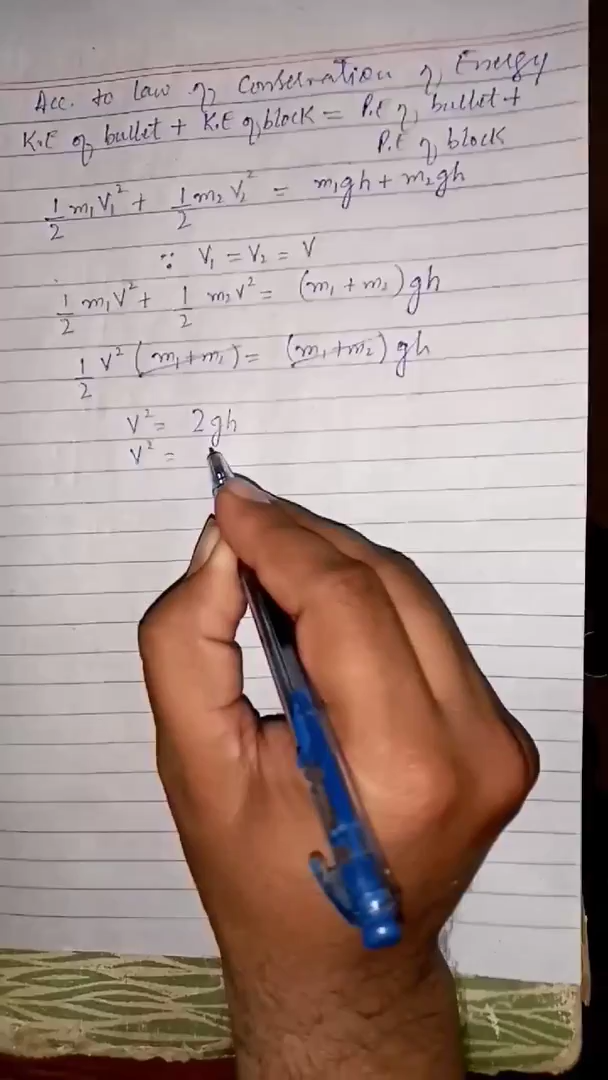 Acc. to law of Conservation of Energy
K.E of bullet + K.E of block = P.E of bullet +
P.E of block
1/2 m₁V₁² + 1/2 m₂V₂² = m₁gh + m₂gh
∵ V₁ = V₂ = V
1/2 m₁V² + 1/2 m₂V² = (m₁ + m₂) gh
1/2 V² (m₁+m₂) = (m₁+m₂) gh
V² = 2gh
V² =